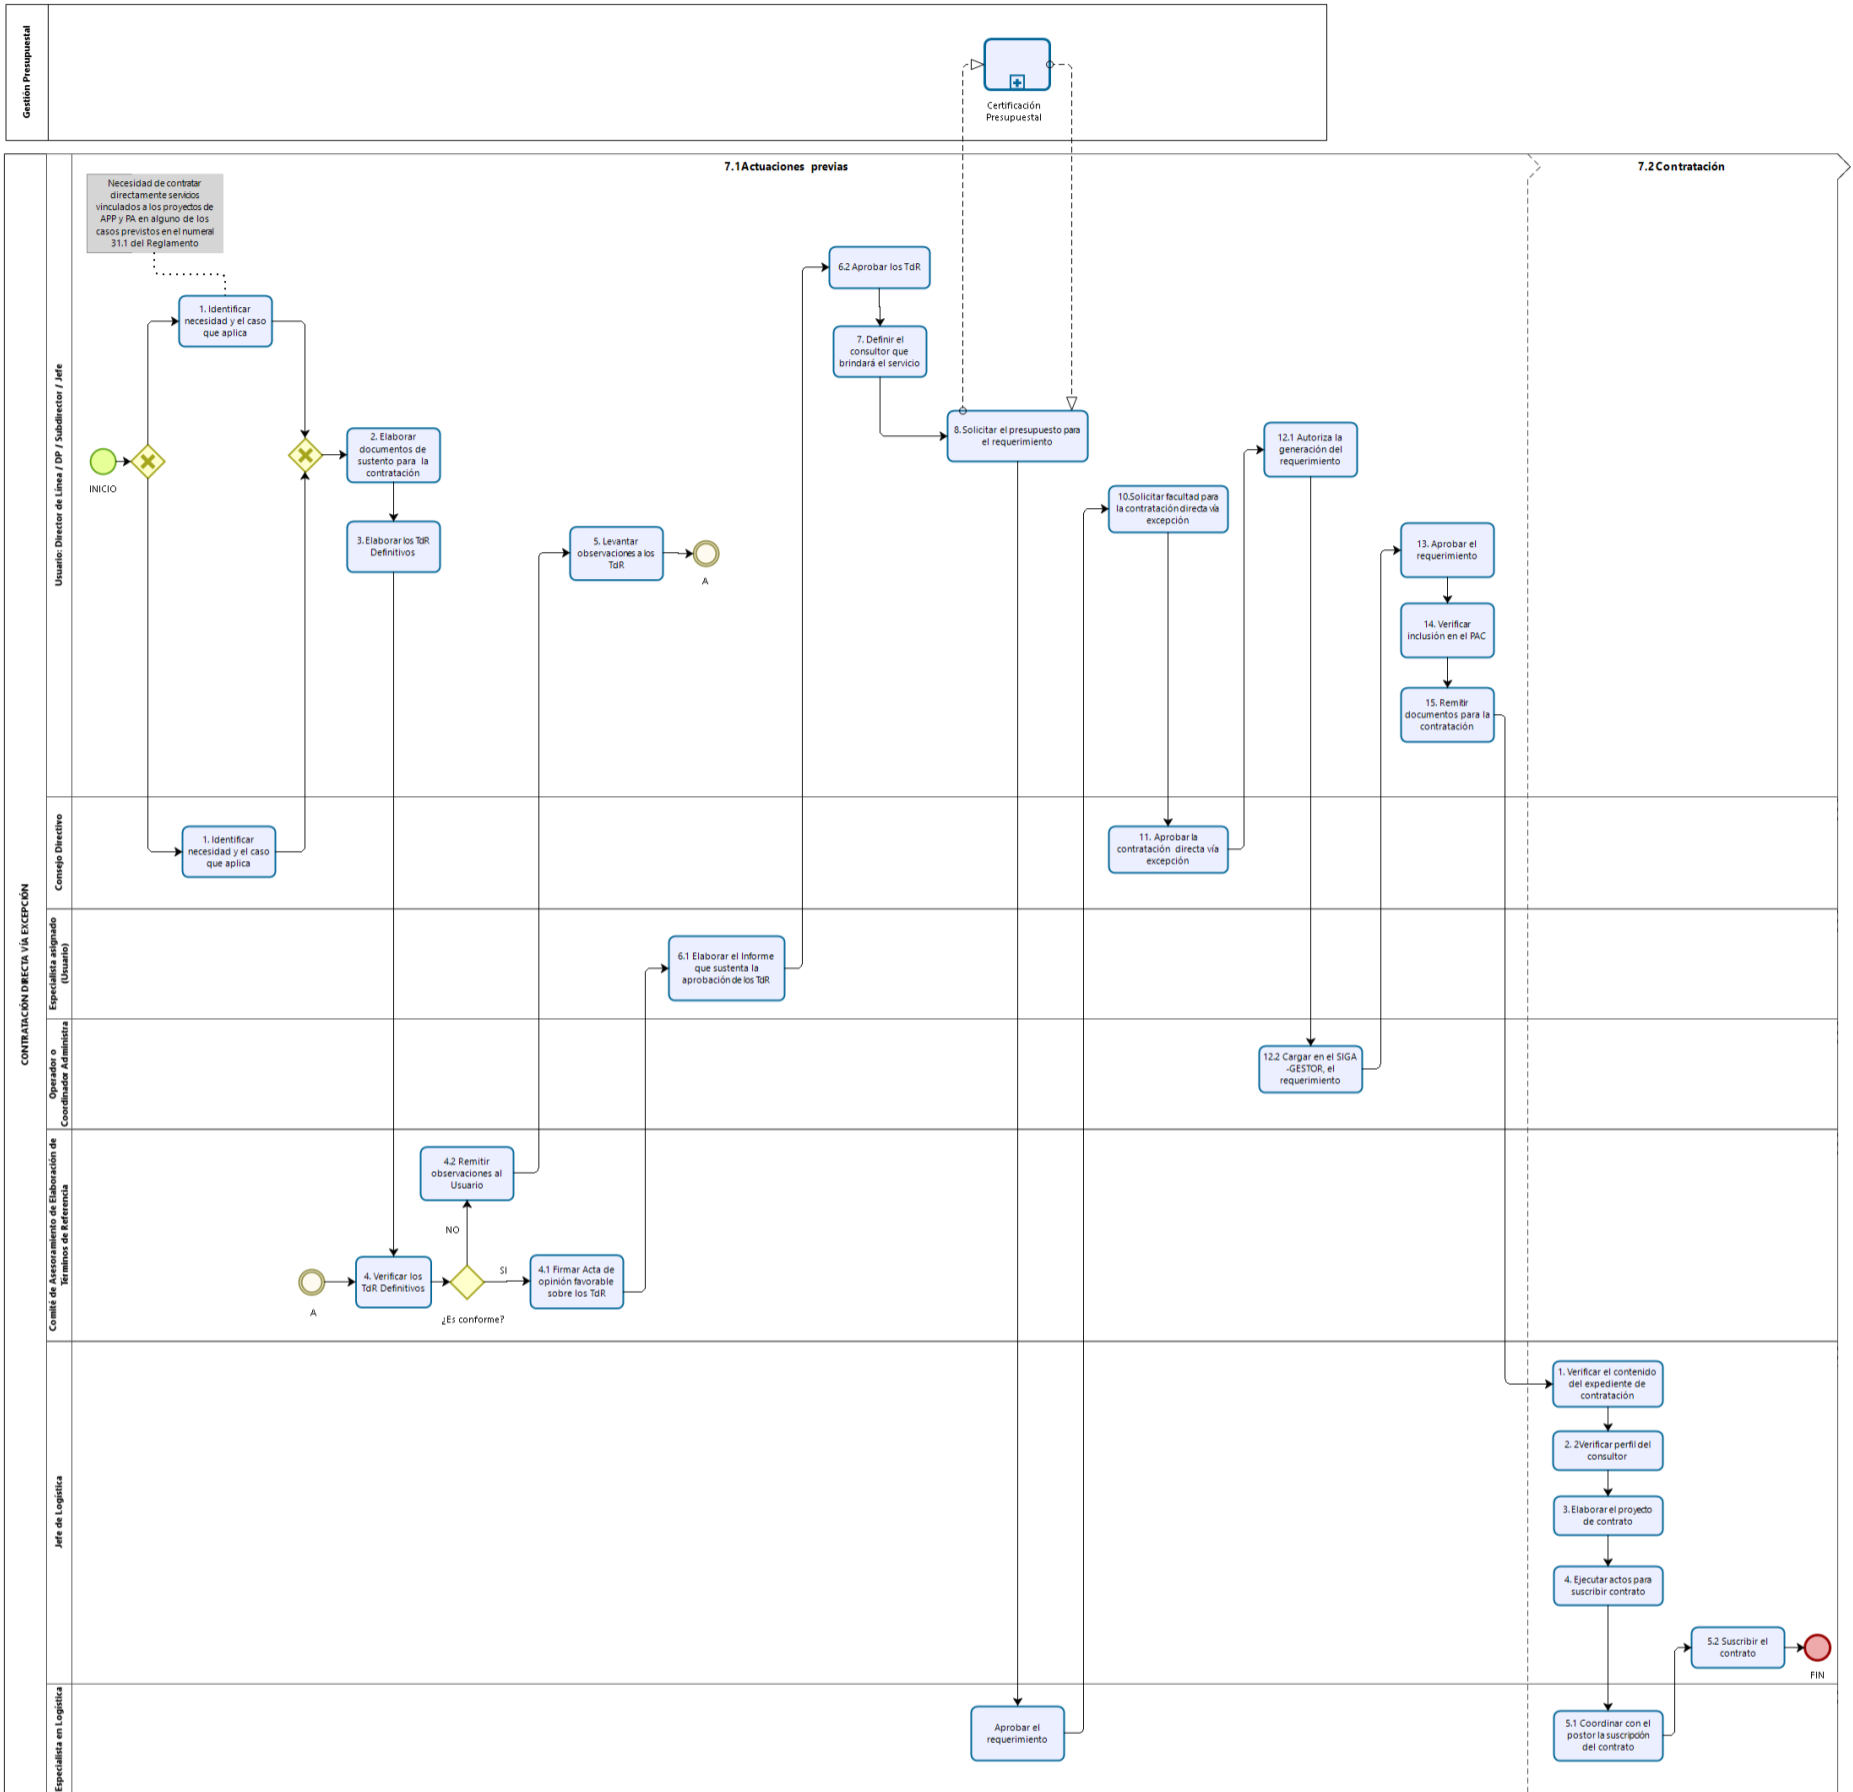 Gestión Presupuestal
Certificación
Presupuestal
CONTRATACIÓN DIRECTA VÍA EXCEPCIÓN
7.1Actuaciones previas
7.2 Contratación
Usuario: Director de Línea / DP / Subdirector / Jefe
Necesidad de contratar
directamente servicios
vinculados a los proyectos de
APP y PA en alguno de los
casos previstos en el numeral
31.1 del Reglamento
1. Identificar
necesidad y el caso
que aplica
INICIO
2. Elaborar
documentos de
sustento para la
contratación
3. Elaborar los TdR
Definitivos
5. Levantar
observaciones a los
TdR
A
6.2 Aprobar los TdR
7. Definir el
consultor que
brindará el servicio
8. Solicitar el presupuesto para
el requerimiento
10.Solicitar facultad para
la contratación directa vía
excepción
12.1 Autoriza la
generación del
requerimiento
13. Aprobar el
requerimiento
14. Verificar
inclusión en el PAC
15. Remitir
documentos para la
contratación
Consejo Directivo
1. Identificar
necesidad y el caso
que aplica
11. Aprobar la
contratación directa vía
excepción
Especialista asignado
(Usuario)
6.1 Elaborar el Informe
que sustenta la
aprobación de los TdR
Operador o
Coordinador Administra
12.2 Cargar en el SIGA
-GESTOR, el
requerimiento
Comité de Asesoramiento de Elaboración de
Términos de Referencia
4.2 Remitir
observaciones al
Usuario
NO
A
4. Verificar los
TdR Definitivos
¿Es conforme?
SI
4.1 Firmar Acta de
opinión favorable
sobre los TdR
Jefe de Logística
1. Verificar el contenido
del expediente de
contratación
2. 2Verificar perfil del
consultor
3. Elaborar el proyecto
de contrato
4. Ejecutar actos para
suscribir contrato
5.2 Suscribir el
contrato
FIN
Especialista en Logística
Aprobar el
requerimiento
5.1 Coordinar con el
postor la suscripción
del contrato